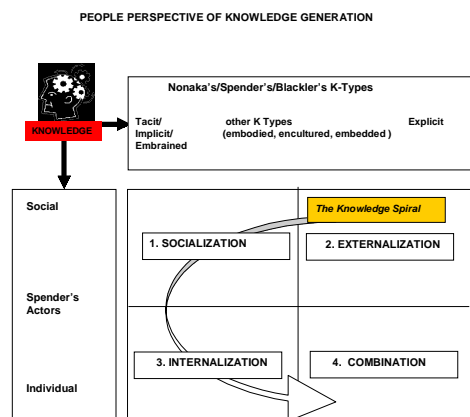 PEOPLE PERSPECTIVE OF KNOWLEDGE GENERATION
KNOWLEDGE
Nonaka's/Spender's/Blackler's K-Types
Tacit/ other K Types Explicit
Implicit/ (embodied, encultured, embedded )
Embrained
Social
The Knowledge Spiral
1. SOCIALIZATION
2. EXTERNALIZATION
Spender's
Actors
3. INTERNALIZATION
4. COMBINATION
Individual